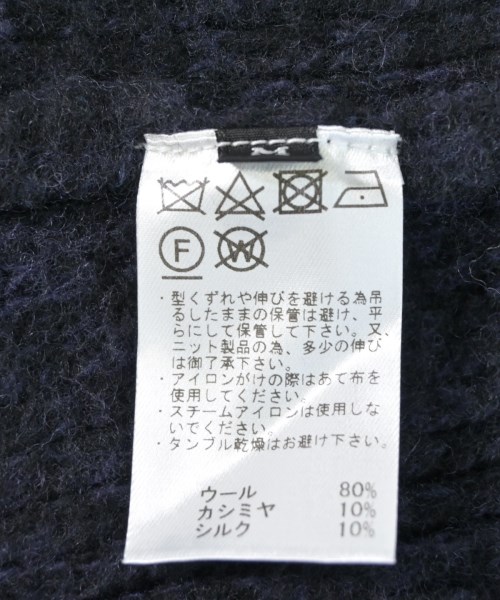 M
F W
・型くずれや伸びを避ける為吊
るしたままの保管は避け、平
らにして保管して下さい。又、
ニット製品の為、多少の伸び
は御了承下さい。
・アイロンがけの際はあて布を
使用してください。
・スチームアイロンは使用しな
いでください。
・タンブル乾燥はお避け下さい。
ウール 80%
カシミヤ 10%
シルク 10%